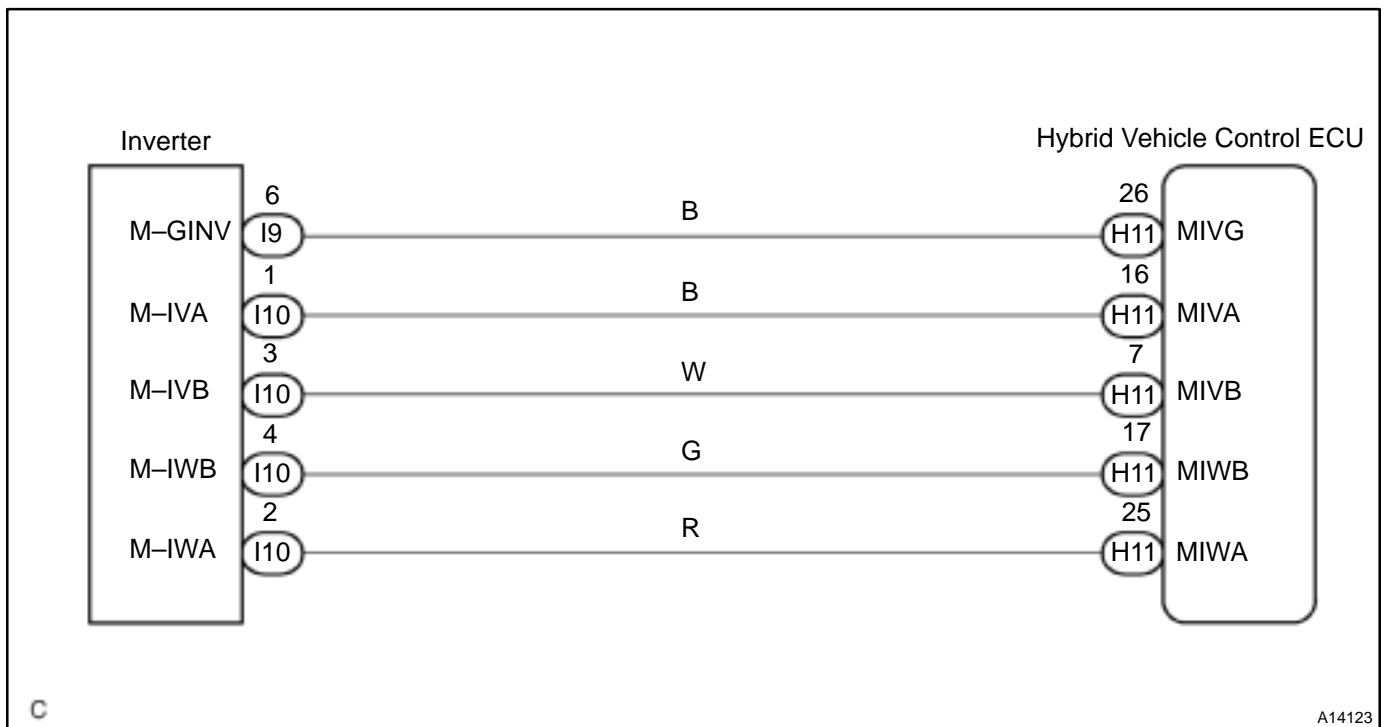 Inverter
Hybrid Vehicle Control ECU
6
B
26
M–GINV
I9
H11
MIVG
1
B
16
M–IVA
I10
H11
MIVA
3
W
7
M–IVB
I10
H11
MIVB
4
G
17
M–IWB
I10
H11
MIWB
2
R
25
M–IWA
I10
H11
MIWA
C
A14123